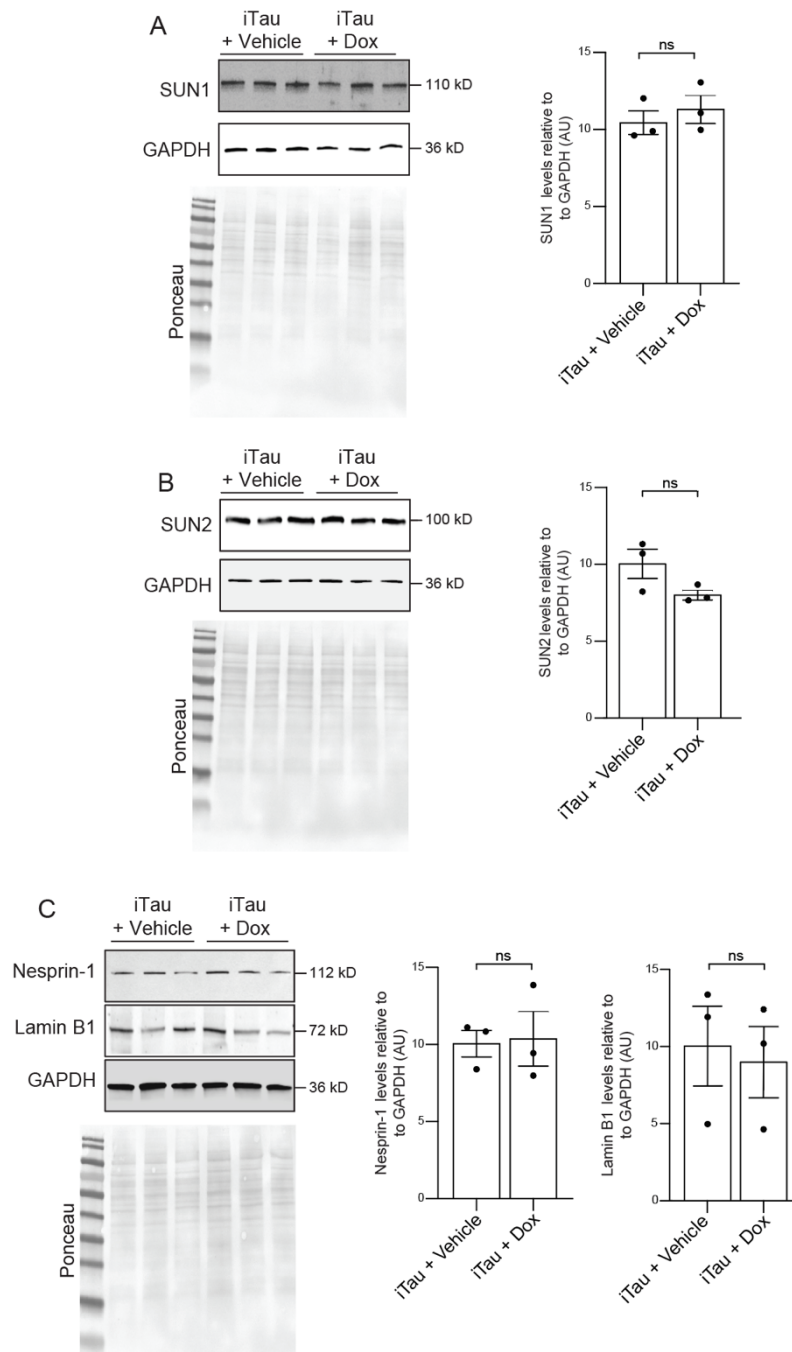 A
iTau iTau
+ Vehicle + Dox
SUN1
110 kD
GAPDH
36 kD
Ponceau
SUN1 levels relative to
to GAPDH (AU)
15
10
5
0
ns
iTau + Vehicle
iTau + Dox
B
iTau iTau
+ Vehicle + Dox
SUN2
100 kD
GAPDH
36 kD
Ponceau
SUN2 levels relative to
to GAPDH (AU)
15
10
5
0
ns
iTau + Vehicle
iTau + Dox
C
iTau iTau
+ Vehicle + Dox
Nesprin-1
112 kD
Lamin B1
72 kD
GAPDH
36 kD
Ponceau
Nesprin-1 levels relative to
to GAPDH (AU)
15
10
5
0
ns
iTau + Vehicle
iTau + Dox
Lamin B1 levels relative to
to GAPDH (AU)
15
10
5
0
ns
iTau + Vehicle
iTau + Dox